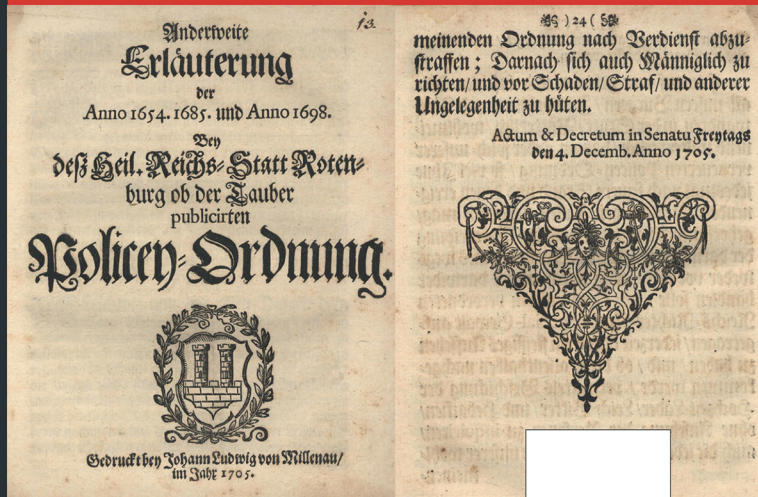 13.
Anderweite
Erläuterung
der
Anno 1654. 1685. und Anno 1698.
Bey
deß Heil. Reichs-Statt Roten-
burg ob der Tauber
publicirten
Policey-Ordnung.
Gedruckt bey Johann Ludwig von Millenau/
im Jahr 1705.
) 24 (
meinenden Ordnung nach Verdienst abzu-
straffen; Darnach sich auch Männiglich zu
richten/ und vor Schaden/ Straf/ und anderer
Ungelegenheit zu hüten.
Actum & Decretum in Senatu Freytags
den 4. Decemb. Anno 1705.